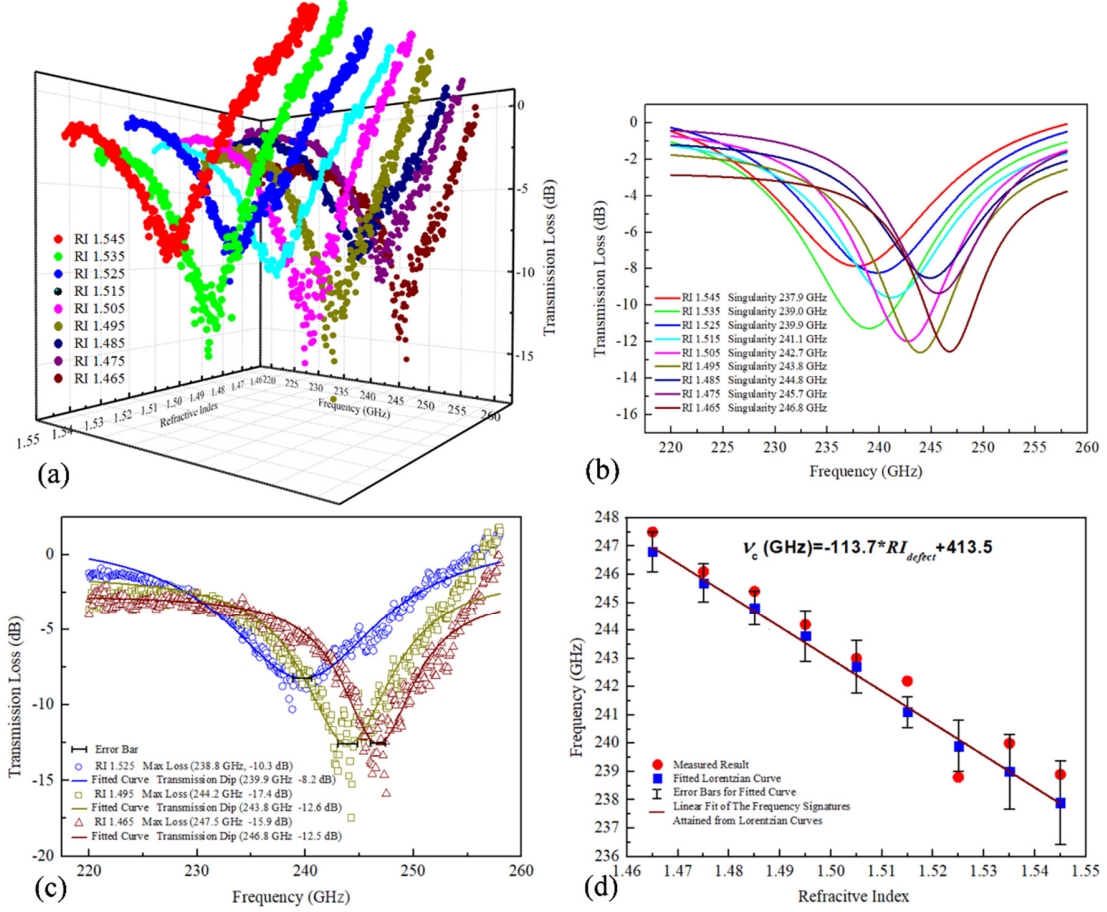 0
-5
-10
-15
Transmission Loss (dB)
RI 1.545
RI 1.535
RI 1.525
RI 1.515
RI 1.505
RI 1.495
RI 1.485
RI 1.475
RI 1.465
1.55 1.54 1.53 1.52 1.51 1.50 1.49 1.48 1.47 1.46
Refractive Index
220 225 230 235 240 245 250 255 260
Frequency (GHz)
(a)
0
-2
-4
-6
-8
-10
-12
-14
-16
Transmission Loss (dB)
RI 1.545 Singularity 237.9 GHz
RI 1.535 Singularity 239.0 GHz
RI 1.525 Singularity 239.9 GHz
RI 1.515 Singularity 241.1 GHz
RI 1.505 Singularity 242.7 GHz
RI 1.495 Singularity 243.8 GHz
RI 1.485 Singularity 244.8 GHz
RI 1.475 Singularity 245.7 GHz
RI 1.465 Singularity 246.8 GHz
220 225 230 235 240 245 250 255 260
Frequency (GHz)
(b)
0
-5
-10
-15
-20
Transmission Loss (dB)
Error Bar
RI 1.525 Max Loss (238.8 GHz, -10.3 dB)
Fitted Curve Transmission Dip (239.9 GHz -8.2 dB)
RI 1.495 Max Loss (244.2 GHz -17.4 dB)
Fitted Curve Transmission Dip (243.8 GHz -12.6 dB)
RI 1.465 Max Loss (247.5 GHz -15.9 dB)
Fitted Curve Transmission Dip (246.8 GHz -12.5 dB)
220 230 240 250 260
Frequency (GHz)
(c)
248
247
246
245
244
243
242
241
240
239
238
237
236
Frequency (GHz)
νc (GHz)=-113.7*RIdefect+413.5
Measured Result
Fitted Lorentzian Curve
Error Bars for Fitted Curve
Linear Fit of The Frequency Signatures
Attained from Lorentzian Curves
1.46 1.47 1.48 1.49 1.50 1.51 1.52 1.53 1.54 1.55
Refracitve Index
(d)